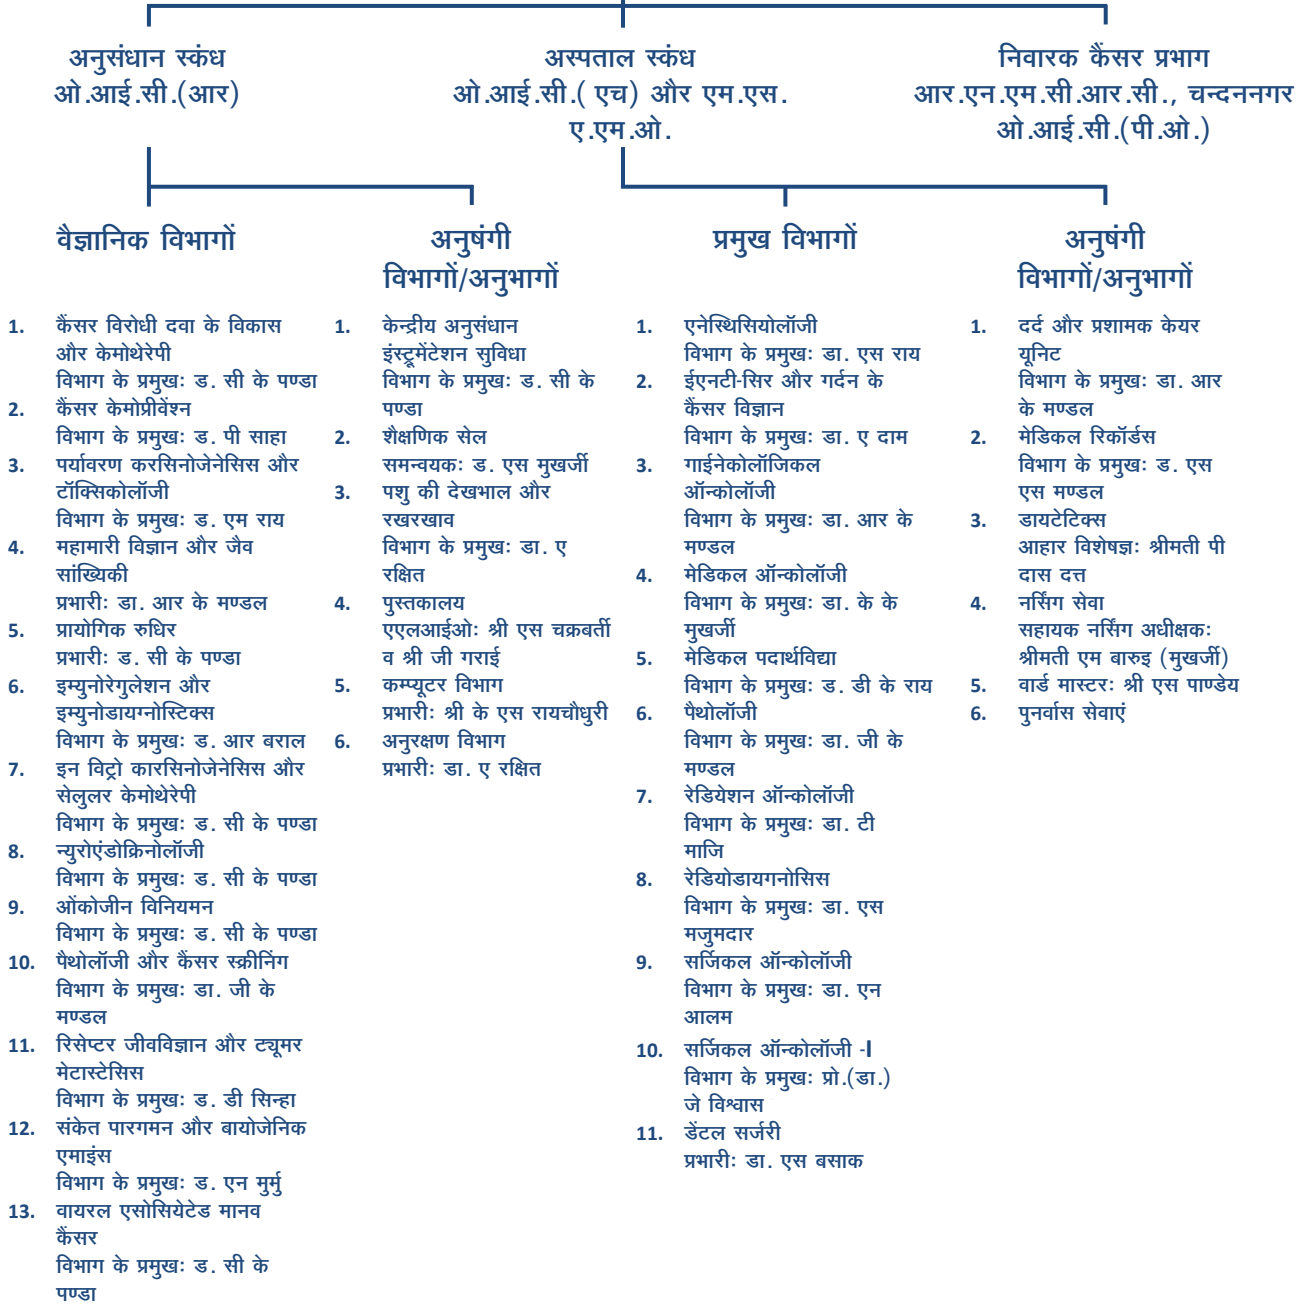 अनुसंधान स्कंध
ओ.आई.सी.(आर)
अस्पताल स्कंध
ओ.आई.सी.( एच) और एम.एस.
ए.एम.ओ.
निवारक कैंसर प्रभाग
आर.एन.एम.सी.आर.सी., चन्दननगर
ओ.आई.सी.(पी.ओ.)
वैज्ञानिक विभागों
1. कैंसर विरोधी दवा के विकास
और केमोथेरेपी
विभाग के प्रमुखः ड. सी के पण्डा
2. कैंसर केमोप्रीवेंश्न
विभाग के प्रमुखः ड. पी साहा
3. पर्यावरण करसिनोजेनेसिस और
टॉक्सिकोलॉजी
विभाग के प्रमुखः ड. एम राय
4. महामारी विज्ञान और जैव
सांख्यिकी
प्रभारीः डा. आर के मण्डल
5. प्रायोगिक रुधिर
प्रभारीः ड. सी के पण्डा
6. इम्युनोरेगुलेशन और
इम्युनोडायग्नोस्टिक्स
विभाग के प्रमुखः ड. आर बराल
7. इन विट्रो कारसिनोजेनेसिस और
सेलुलर केमोथेरेपी
विभाग के प्रमुखः ड. सी के पण्डा
8. न्युरोएंडोक्रिनोलॉजी
विभाग के प्रमुखः ड. सी के पण्डा
9. ओंकोजीन विनियमन
विभाग के प्रमुखः ड. सी के पण्डा
10. पैथोलॉजी और कैंसर स्क्रीनिंग
विभाग के प्रमुखः डा. जी के
मण्डल
11. रिसेप्टर जीवविज्ञान और ट्यूमर
मेटास्टेसिस
विभाग के प्रमुखः ड. डी सिन्हा
12. संकेत पारगमन और बायोजेनिक
एमाइंस
विभाग के प्रमुखः ड. एन मुर्मु
13. वायरल एसोसियेटेड मानव
कैंसर
विभाग के प्रमुखः ड. सी के
पण्डा
अनुषंगी
विभागों/अनुभागों
1. केन्द्रीय अनुसंधान
इंस्ट्रूमेंटेशन सुविधा
विभाग के प्रमुखः ड. सी के
पण्डा
2. शैक्षणिक सेल
समन्वयकः ड. एस मुखर्जी
3. पशु की देखभाल और
रखरखाव
विभाग के प्रमुखः डा. ए
रक्षित
4. पुस्तकालय
एएलआईओः श्री एस चक्रबर्ती
व श्री जी गराई
5. कम्प्यूटर विभाग
प्रभारीः श्री के एस रायचौधुरी
6. अनुरक्षण विभाग
प्रभारीः डा. ए रक्षित
प्रमुख विभागों
1. एनेस्थिसियोलॉजी
विभाग के प्रमुखः डा. एस राय
2. ईएनटी-सिर और गर्दन के
कैंसर विज्ञान
विभाग के प्रमुखः डा. ए दाम
3. गाईनेकोलॉजिकल
ऑन्कोलॉजी
विभाग के प्रमुखः डा. आर के
मण्डल
4. मेडिकल ऑन्कोलॉजी
विभाग के प्रमुखः डा. के के
मुखर्जी
5. मेडिकल पदार्थविद्या
विभाग के प्रमुखः ड. डी के राय
6. पैथोलॉजी
विभाग के प्रमुखः डा. जी के
मण्डल
7. रेडियेशन ऑन्कोलॉजी
विभाग के प्रमुखः डा. टी
माजि
8. रेडियोडायगनोसिस
विभाग के प्रमुखः डा. एस
मजुमदार
9. सर्जिकल ऑन्कोलॉजी
विभाग के प्रमुखः डा. एन
आलम
10. सर्जिकल ऑन्कोलॉजी -I
विभाग के प्रमुखः प्रो.(डा.)
जे विश्वास
11. डेंटल सर्जरी
प्रभारीः डा. एस बसाक
अनुषंगी
विभागों/अनुभागों
1. दर्द और प्रशामक केयर
यूनिट
विभाग के प्रमुखः डा. आर
के मण्डल
2. मेडिकल रिकॉर्डस
विभाग के प्रमुखः ड. एस
एस मण्डल
3. डायटेटिक्स
आहार विशेषज्ञः श्रीमती पी
दास दत्त
4. नर्सिंग सेवा
सहायक नर्सिंग अधीक्षकः
श्रीमती एम बारुइ (मुखर्जी)
5. वार्ड मास्टरः श्री एस पाण्डेय
6. पुनर्वास सेवाएं